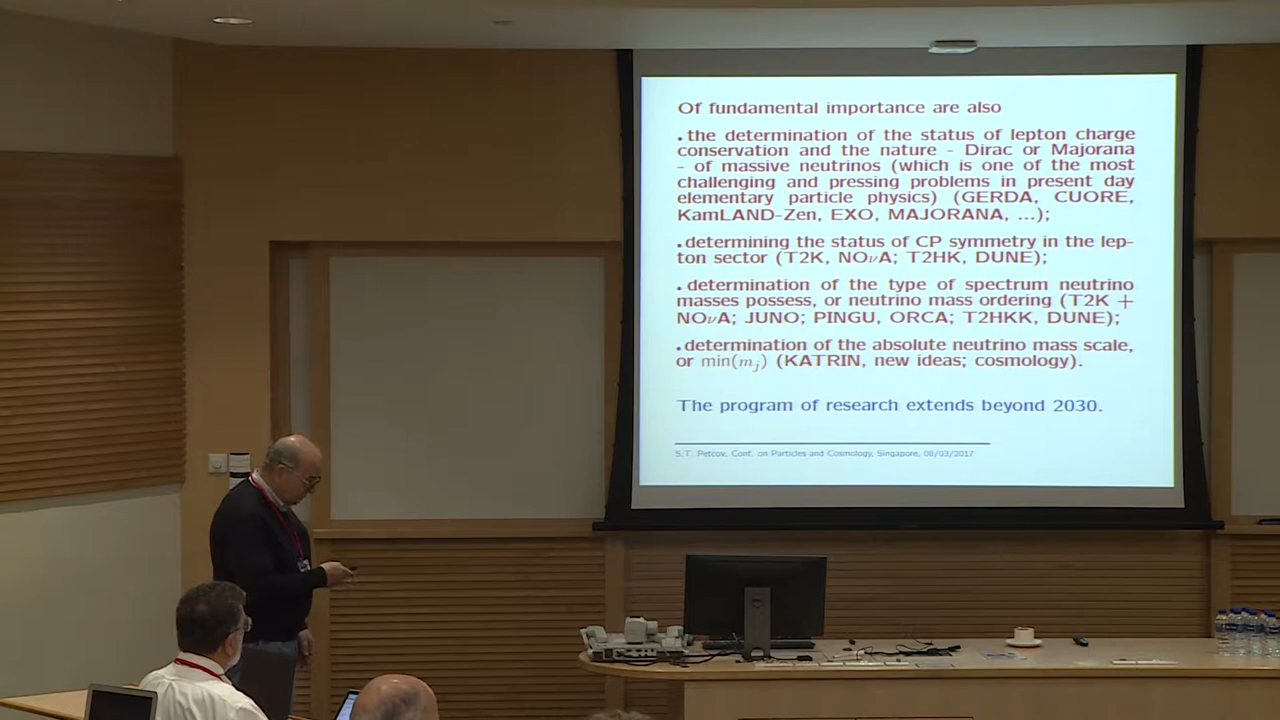 Of fundamental importance are also
• the determination of the status of lepton charge
conservation and the nature - Dirac or Majorana
- of massive neutrinos (which is one of the most
challenging and pressing problems in present day
elementary particle physics) (GERDA, CUORE,
KamLAND-Zen, EXO, MAJORANA, ...);
• determining the status of CP symmetry in the lep-
ton sector (T2K, NOνA; T2HK, DUNE);
• determination of the type of spectrum neutrino
masses possess, or neutrino mass ordering (T2K +
NOνA; JUNO; PINGU, ORCA; T2HKK, DUNE);
• determination of the absolute neutrino mass scale,
or min(mⱼ) (KATRIN, new ideas; cosmology).
The program of research extends beyond 2030.
S.T. Petcov, Conf. on Particles and Cosmology, Singapore, 08/03/2017